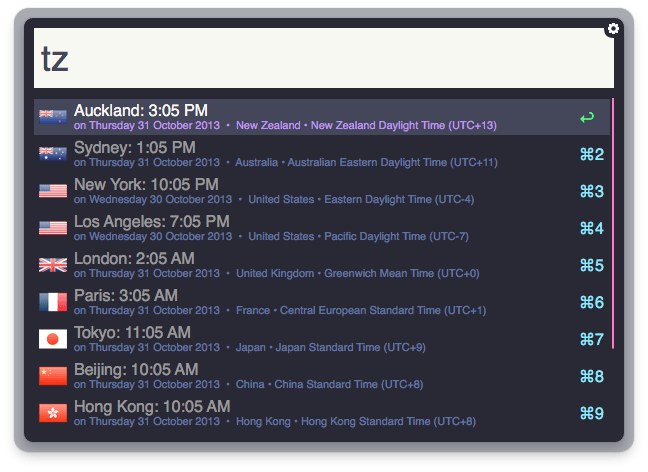 tz
Auckland: 3:05 PM
on Thursday 31 October 2013 • New Zealand • New Zealand Daylight Time (UTC+13)
Sydney: 1:05 PM ⌘2
on Thursday 31 October 2013 • Australia • Australian Eastern Daylight Time (UTC+11)
New York: 10:05 PM ⌘3
on Wednesday 30 October 2013 • United States • Eastern Daylight Time (UTC-4)
Los Angeles: 7:05 PM ⌘4
on Wednesday 30 October 2013 • United States • Pacific Daylight Time (UTC-7)
London: 2:05 AM ⌘5
on Thursday 31 October 2013 • United Kingdom • Greenwich Mean Time (UTC+0)
Paris: 3:05 AM ⌘6
on Thursday 31 October 2013 • France • Central European Standard Time (UTC+1)
Tokyo: 11:05 AM ⌘7
on Thursday 31 October 2013 • Japan • Japan Standard Time (UTC+9)
Beijing: 10:05 AM ⌘8
on Thursday 31 October 2013 • China • China Standard Time (UTC+8)
Hong Kong: 10:05 AM ⌘9
on Thursday 31 October 2013 • Hong Kong • Hong Kong Standard Time (UTC+8)